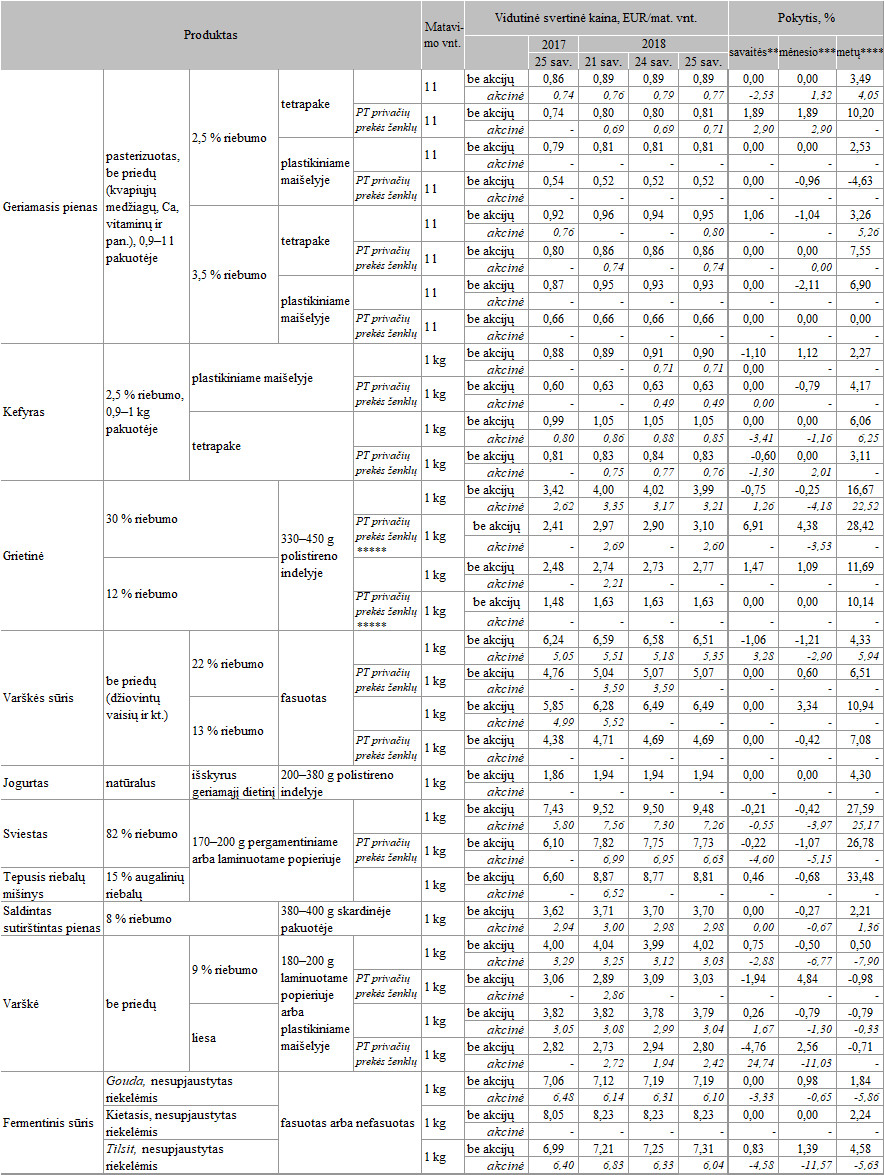 Produktas Matavi- Vidutinė svertinė kaina, EUR/mat. vnt. Pokytis, %
mo vnt. 2017 2018 savaitės** mėnesio*** metų****
25 sav. 21 sav. 24 sav. 25 sav.
Geriamasis pienas pasterizuotas, be priedų (kvapiųjų medžiagų, Ca, vitaminų ir pan.), 0,9–1 l pakuotėje
2,5 % riebumo
tetrapake 1 l be akcijų 0,86 0,89 0,89 0,89 0,00 0,00 3,49
akcinė 0,74 0,76 0,79 0,77 -2,53 1,32 4,05
PT privačių prekės ženklų 1 l be akcijų 0,74 0,80 0,80 0,81 1,89 1,89 10,20
akcinė - 0,69 0,69 0,71 2,90 2,90 -
plastikiniame maišelyje 1 l be akcijų 0,79 0,81 0,81 0,81 0,00 0,00 2,53
akcinė - - - - - - -
PT privačių prekės ženklų 1 l be akcijų 0,54 0,52 0,52 0,52 0,00 -0,96 -4,63
akcinė - - - - - - -
3,5 % riebumo
tetrapake 1 l be akcijų 0,92 0,96 0,94 0,95 1,06 -1,04 3,26
akcinė 0,76 - - 0,80 - - 5,26
PT privačių prekės ženklų 1 l be akcijų 0,80 0,86 0,86 0,86 0,00 0,00 7,55
akcinė - 0,74 - 0,74 - 0,00 -
plastikiniame maišelyje 1 l be akcijų 0,87 0,95 0,93 0,93 0,00 -2,11 6,90
akcinė - - - - - - -
PT privačių prekės ženklų 1 l be akcijų 0,66 0,66 0,66 0,66 0,00 0,00 0,00
akcinė - - - - - - -
Kefyras 2,5 % riebumo, 0,9–1 kg pakuotėje
plastikiniame maišelyje 1 kg be akcijų 0,88 0,89 0,91 0,90 -1,10 1,12 2,27
akcinė - - 0,71 0,71 0,00 - -
PT privačių prekės ženklų 1 kg be akcijų 0,60 0,63 0,63 0,63 0,00 -0,79 4,17
akcinė - - 0,49 0,49 0,00 - -
tetrapake 1 kg be akcijų 0,99 1,05 1,05 1,05 0,00 0,00 6,06
akcinė 0,80 0,86 0,88 0,85 -3,41 -1,16 6,25
PT privačių prekės ženklų 1 kg be akcijų 0,81 0,83 0,84 0,83 -0,60 0,00 3,11
akcinė - 0,75 0,77 0,76 -1,30 2,01 -
Grietinė 330–450 g polistireno indelyje
30 % riebumo 1 kg be akcijų 3,42 4,00 4,02 3,99 -0,75 -0,25 16,67
akcinė 2,62 3,35 3,17 3,21 1,26 -4,18 22,52
PT privačių prekės ženklų ***** 1 kg be akcijų 2,41 2,97 2,90 3,10 6,91 4,38 28,42
akcinė - 2,69 - 2,60 - -3,53 -
12 % riebumo 1 kg be akcijų 2,48 2,74 2,73 2,77 1,47 1,09 11,69
akcinė - 2,21 - - - - -
PT privačių prekės ženklų ***** 1 kg be akcijų 1,48 1,63 1,63 1,63 0,00 0,00 10,14
akcinė - - - - - - -
Varškės sūris be priedų (džiovintų vaisių ir kt.) fasuotas
22 % riebumo 1 kg be akcijų 6,24 6,59 6,58 6,51 -1,06 -1,21 4,33
akcinė 5,05 5,51 5,18 5,35 3,28 -2,90 5,94
PT privačių prekės ženklų 1 kg be akcijų 4,76 5,04 5,07 5,07 0,00 0,60 6,51
akcinė - 3,59 3,59 - - - -
13 % riebumo 1 kg be akcijų 5,85 6,28 6,49 6,49 0,00 3,34 10,94
akcinė 4,99 5,52 - - - - -
PT privačių prekės ženklų 1 kg be akcijų 4,38 4,71 4,69 4,69 0,00 -0,42 7,08
akcinė - - - - - - -
Jogurtas natūralus išskyrus geriamąjį dietinį 200–380 g polistireno indelyje 1 kg be akcijų 1,86 1,94 1,94 1,94 0,00 0,00 4,30
akcinė - - - - - - -
Sviestas 82 % riebumo 170–200 g pergamentiniame arba laminuotame popieriuje
1 kg be akcijų 7,43 9,52 9,50 9,48 -0,21 -0,42 27,59
akcinė 5,80 7,56 7,30 7,26 -0,55 -3,97 25,17
PT privačių prekės ženklų 1 kg be akcijų 6,10 7,82 7,75 7,73 -0,22 -1,07 26,78
akcinė - 6,99 6,95 6,63 -4,60 -5,15 -
Tepusis riebalų mišinys 15 % augalinių riebalų 1 kg be akcijų 6,60 8,87 8,77 8,81 0,46 -0,68 33,48
akcinė - 6,52 - - - - -
Saldintas sutirštintas pienas 8 % riebumo 380–400 g skardinėje pakuotėje 1 kg be akcijų 3,62 3,71 3,70 3,70 0,00 -0,27 2,21
akcinė 2,94 3,00 2,98 2,98 0,00 -0,67 1,36
Varškė be priedų 180–200 g laminuotame popieriuje arba plastikiniame maišelyje
9 % riebumo 1 kg be akcijų 4,00 4,04 3,99 4,02 0,75 -0,50 0,50
akcinė 3,29 3,25 3,12 3,03 -2,88 -6,77 -7,90
PT privačių prekės ženklų 1 kg be akcijų 3,06 2,89 3,09 3,03 -1,94 4,84 -0,98
akcinė - 2,86 - - - - -
liesa 1 kg be akcijų 3,82 3,82 3,78 3,79 0,26 -0,79 -0,79
akcinė 3,05 3,08 2,99 3,04 1,67 -1,30 -0,33
PT privačių prekės ženklų 1 kg be akcijų 2,82 2,73 2,94 2,80 -4,76 2,56 -0,71
akcinė - 2,72 1,94 2,42 24,74 -11,03 -
Fermentinis sūris fasuotas arba nefasuotas
Gouda, nesupjaustytas riekelėmis 1 kg be akcijų 7,06 7,12 7,19 7,19 0,00 0,98 1,84
akcinė 6,48 6,14 6,31 6,10 -3,33 -0,65 -5,86
Kietasis, nesupjaustytas riekelėmis 1 kg be akcijų 8,05 8,23 8,23 8,23 0,00 0,00 2,24
akcinė - - - - - - -
Tilsit, nesupjaustytas riekelėmis 1 kg be akcijų 6,99 7,21 7,25 7,31 0,83 1,39 4,58
akcinė 6,40 6,83 6,33 6,04 -4,58 -11,57 -5,63